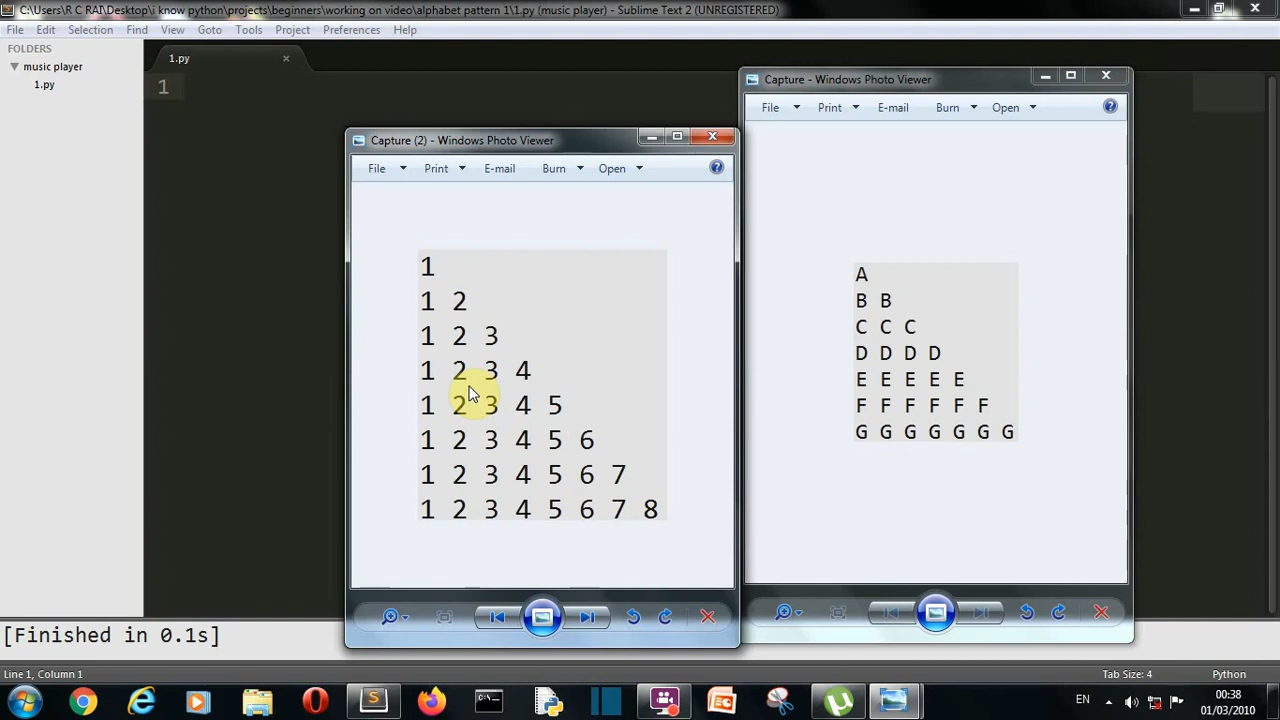 C:\Users\R C RAI\Desktop\i know python\projects\beginners\working on video\alphabet pattern 1\1.py (music player) - Sublime Text 2 (UNREGISTERED)
File Edit Selection Find View Goto Tools Project Preferences Help
FOLDERS
music player
1.py
1.py
1
Capture (2) - Windows Photo Viewer
File Print E-mail Burn Open
1
1 2
1 2 3
1 2 3 4
1 2 3 4 5
1 2 3 4 5 6
1 2 3 4 5 6 7
1 2 3 4 5 6 7 8
Capture - Windows Photo Viewer
File Print E-mail Burn Open
A
B B
C C C
D D D D
E E E E E
F F F F F F
G G G G G G G
[Finished in 0.1s]
Line 1, Column 1
Tab Size: 4
Python
EN
00:38
01/03/2010